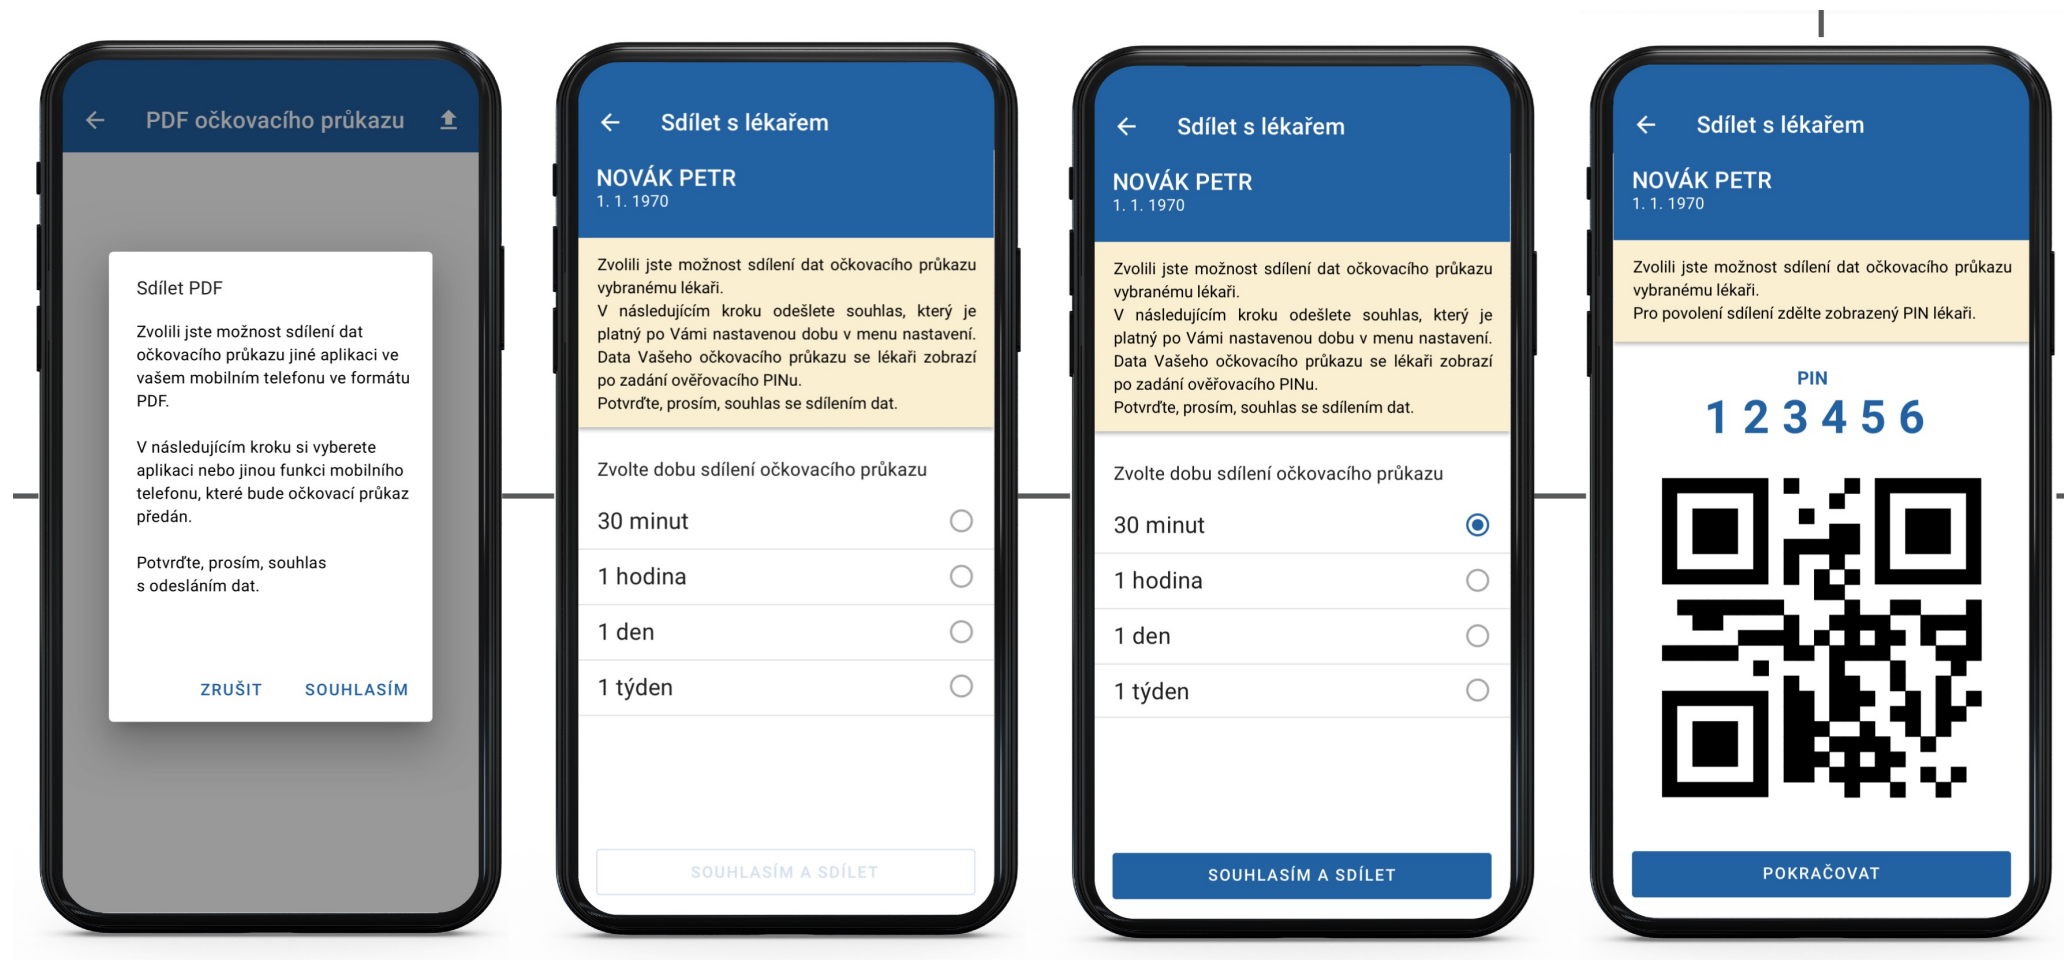 PDF očkovacího průkazu
Sdílet PDF
Zvolili jste možnost sdílení dat
očkovacího průkazu jiné aplikaci ve
vašem mobilním telefonu ve formátu
PDF.
V následujícím kroku si vyberete
aplikaci nebo jinou funkci mobilního
telefonu, které bude očkovací průkaz
předán.
Potvrďte, prosím, souhlas
s odesláním dat.
ZRUŠIT SOUHLASÍM
Sdílet s lékařem
NOVÁK PETR
1. 1. 1970
Zvolili jste možnost sdílení dat očkovacího průkazu
vybranému lékaři.
V následujícím kroku odešlete souhlas, který je
platný po Vámi nastavenou dobu v menu nastavení.
Data Vašeho očkovacího průkazu se lékaři zobrazí
po zadání ověřovacího PINu.
Potvrďte, prosím, souhlas se sdílením dat.
Zvolte dobu sdílení očkovacího průkazu
30 minut
1 hodina
1 den
1 týden
SOUHLASÍM A SDÍLET
Sdílet s lékařem
NOVÁK PETR
1. 1. 1970
Zvolili jste možnost sdílení dat očkovacího průkazu
vybranému lékaři.
V následujícím kroku odešlete souhlas, který je
platný po Vámi nastavenou dobu v menu nastavení.
Data Vašeho očkovacího průkazu se lékaři zobrazí
po zadání ověřovacího PINu.
Potvrďte, prosím, souhlas se sdílením dat.
Zvolte dobu sdílení očkovacího průkazu
30 minut
1 hodina
1 den
1 týden
SOUHLASÍM A SDÍLET
Sdílet s lékařem
NOVÁK PETR
1. 1. 1970
Zvolili jste možnost sdílení dat očkovacího průkazu
vybranému lékaři.
Pro povolení sdílení zdělte zobrazený PIN lékaři.
PIN
1 2 3 4 5 6
POKRAČOVAT